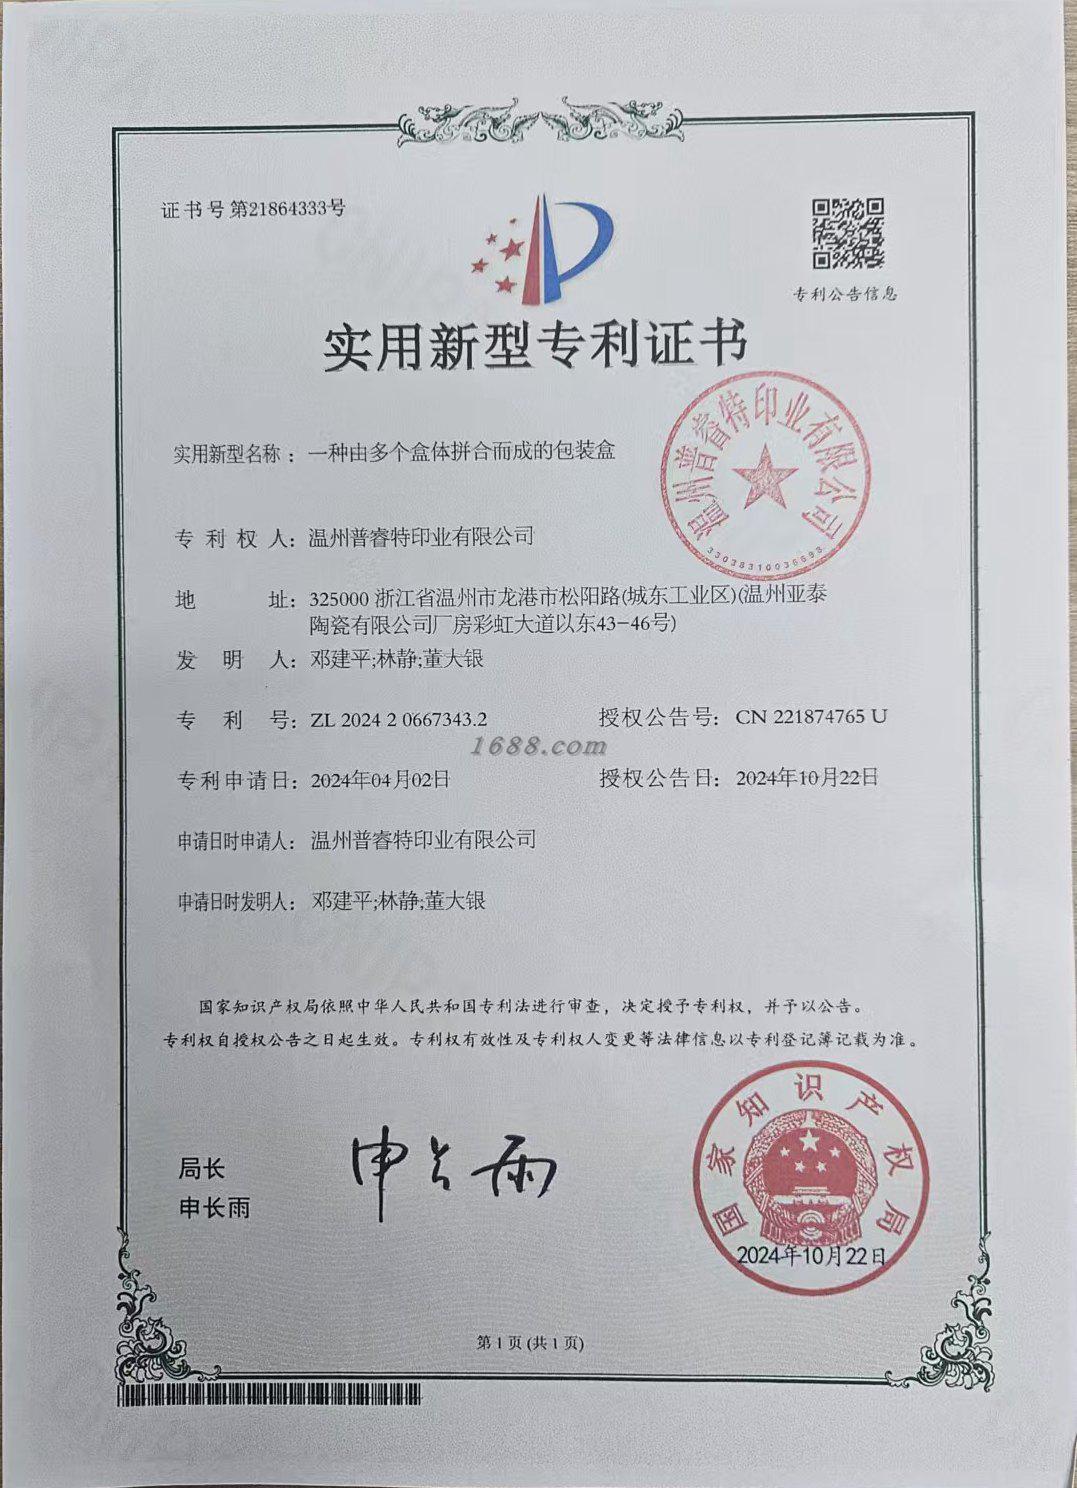 证书号第21864333号
专利公告信息
实用新型专利证书
温州普睿特印业有限公司
实用新型名称：一种由多个盒体拼合而成的包装盒
专利权人：温州普睿特印业有限公司
地址：325000 浙江省温州市龙港市松阳路(城东工业区)(温州亚泰
陶瓷有限公司厂房彩虹大道以东43-46号)
发明人：邓建平;林静;董大银
专利号：ZL 2024 2 0667343.2 授权公告号：CN 221874765 U
1688.com
专利申请日：2024年04月02日 授权公告日：2024年10月22日
申请日时申请人：温州普睿特印业有限公司
申请日时发明人：邓建平;林静;董大银
国家知识产权局依照中华人民共和国专利法进行审查，决定授予专利权，并予以公告。
专利权自授权公告之日起生效。专利权有效性及专利权人变更等法律信息以专利登记簿记载为准。
局长
申长雨
申长雨
国家知识产权局
2024年10月22日
第1页(共1页)